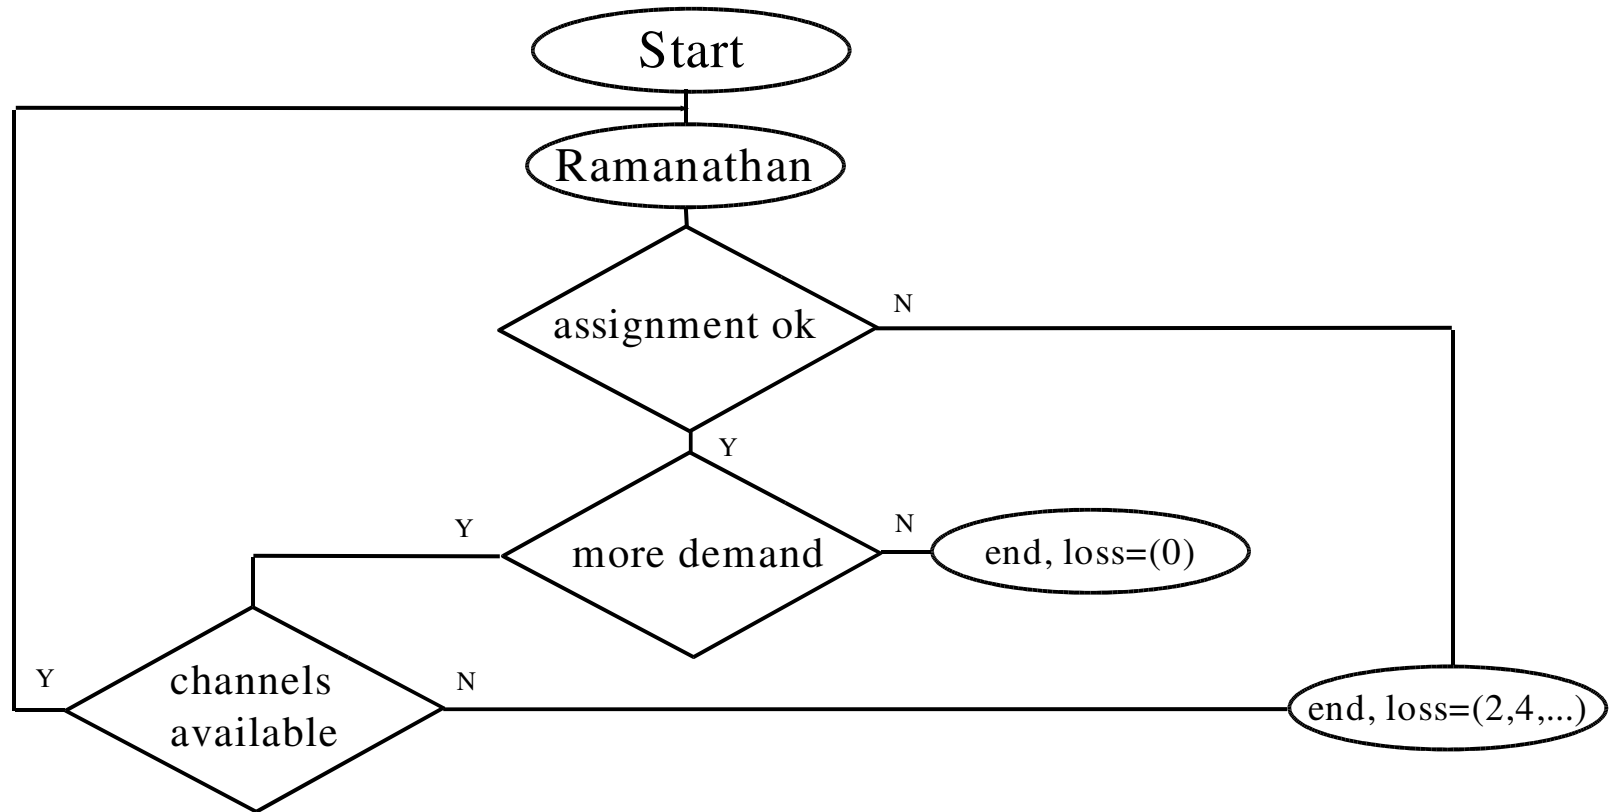 Start
Ramanathan
N
assignment ok
Y
Y
N
more demand
end, loss=(0)
Y
channels
available
N
end, loss=(2,4,...)